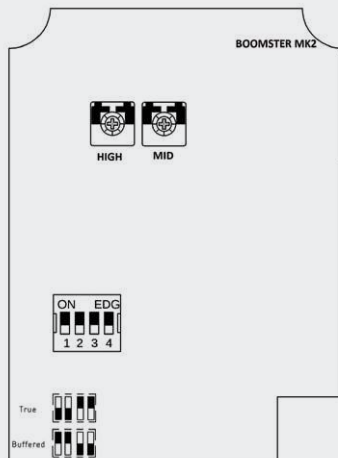 BOOMSTER MK2
HIGH MID
ON EDG
1 2 3 4
True
Buffered